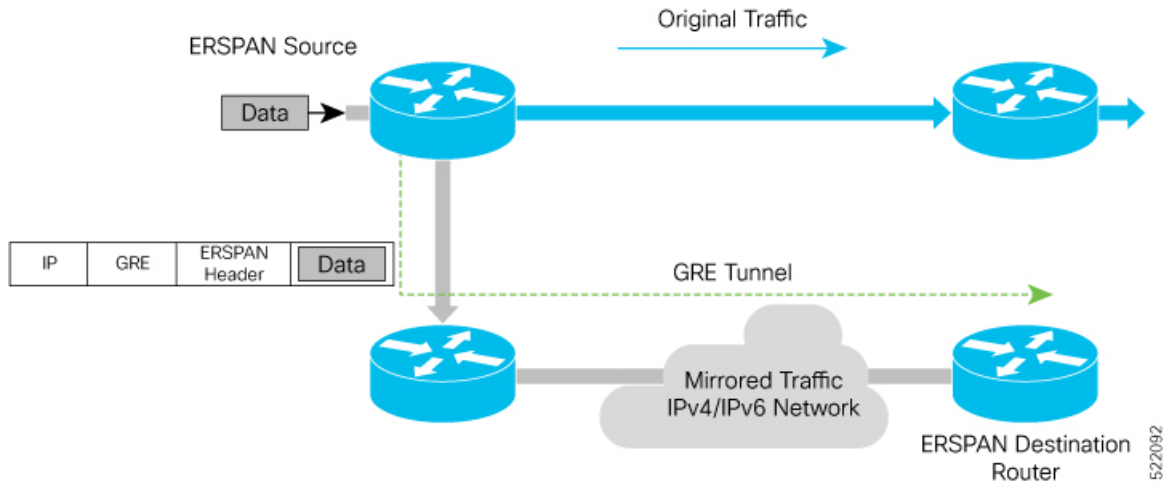 Original Traffic
ERSPAN Source
Data
IP
GRE
ERSPAN
Header
Data
GRE Tunnel
Mirrored Traffic
IPv4/IPv6 Network
ERSPAN Destination
Router
522092